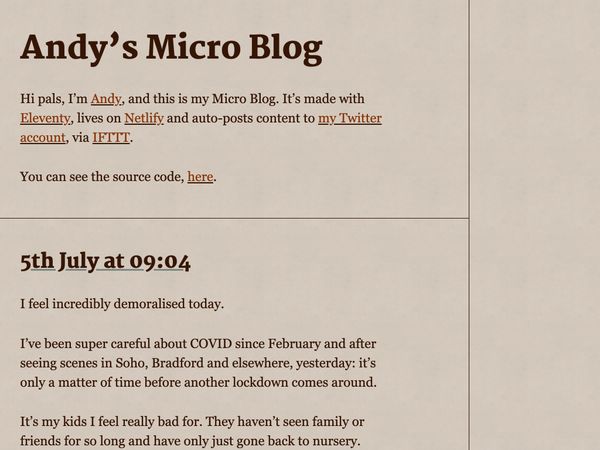 Andy’s Micro Blog
Hi pals, I’m Andy, and this is my Micro Blog. It’s made with
Eleventy, lives on Netlify and auto-posts content to my Twitter
account, via IFTTT.
You can see the source code, here.
5th July at 09:04
I feel incredibly demoralised today.
I’ve been super careful about COVID since February and after
seeing scenes in Soho, Bradford and elsewhere, yesterday: it’s
only a matter of time before another lockdown comes around.
It’s my kids I feel really bad for. They haven’t seen family or
friends for so long and have only just gone back to nursery.